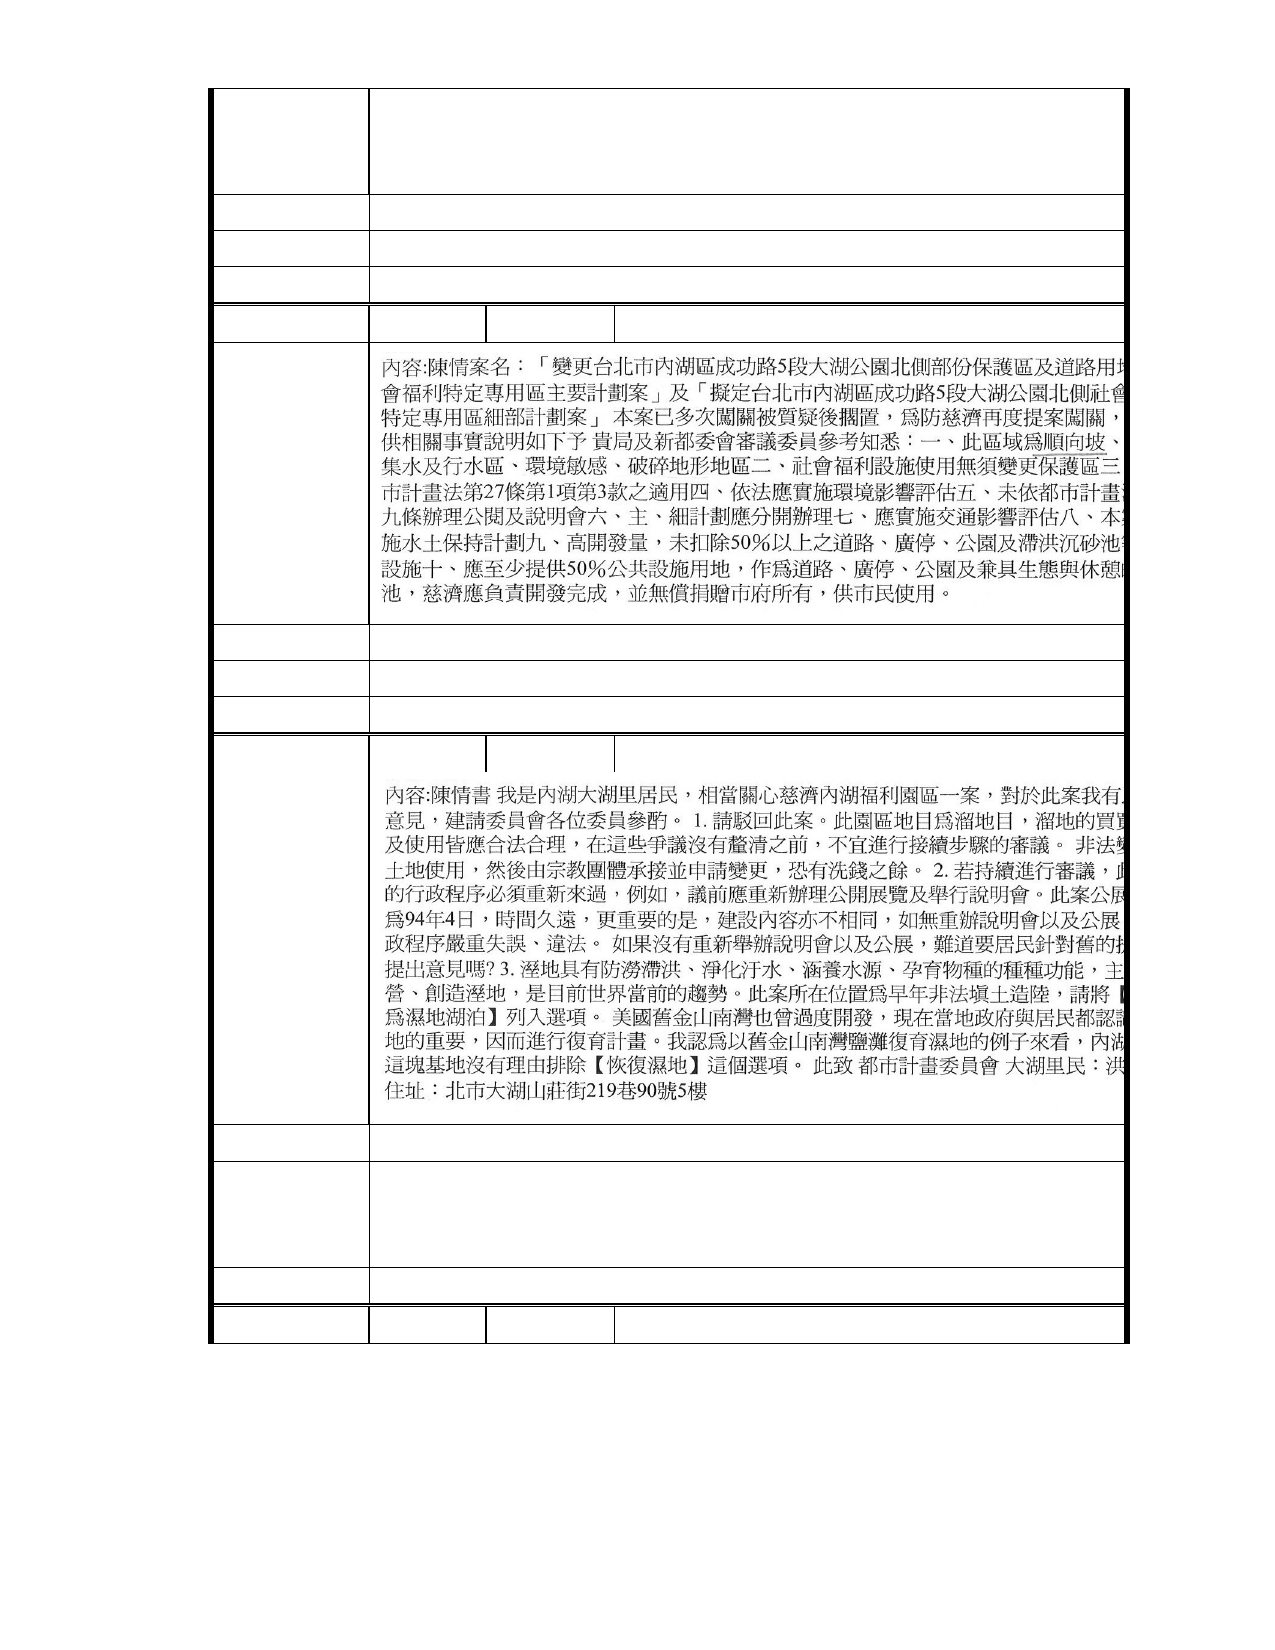 內容:陳情案名：「變更台北市內湖區成功路5段大湖公園北側部份保護區及道路用
會福利特定專用區主要計劃案」及「擬定台北市內湖區成功路5段大湖公園北側社會
特定專用區細部計劃案」 本案已多次闖關被質疑後擱置，爲防慈濟再度提案闖關，
供相關事實說明如下予 貴局及新都委會審議委員參考知悉：一、此區域爲順向坡、
集水及行水區、環境敏感、破碎地形地區二、社會福利設施使用無須變更保護區三
市計畫法第27條第1項第3款之適用四、依法應實施環境影響評估五、未依都市計畫
九條辦理公閱及說明會六、主、細計劃應分開辦理七、應實施交通影響評估八、本
施水土保持計劃九、高開發量，未扣除50%以上之道路、廣停、公園及滯洪沉砂池
設施十、應至少提供50%公共設施用地，作爲道路、廣停、公園及兼具生態與休憩
池，慈濟應負責開發完成，並無償捐贈市府所有，供市民使用。
內容:陳情書 我是內湖大湖里居民，相當關心慈濟內湖福利園區一案，對於此案我有
意見，建請委員會各位委員參酌。 1. 請駁回此案。此園區地目爲溜地目，溜地的買賣
及使用皆應合法合理，在這些爭議沒有釐清之前，不宜進行接續步驟的審議。 非法變
土地使用，然後由宗教團體承接並申請變更，恐有洗錢之餘。 2. 若持續進行審議，
的行政程序必須重新來過，例如，議前應重新辦理公開展覽及舉行說明會。此案公展
爲94年4日，時間久遠，更重要的是，建設內容亦不相同，如無重辦說明會以及公展
政程序嚴重失誤、違法。 如果沒有重新舉辦說明會以及公展，難道要居民針對舊的
提出意見嗎? 3. 溼地具有防澇滯洪、淨化汙水、涵養水源、孕育物種的種種功能，主
營、創造溼地，是目前世界當前的趨勢。此案所在位置爲早年非法塡土造陸，請將【
爲濕地湖泊】列入選項。 美國舊金山南灣也曾過度開發，現在當地政府與居民都認
地的重要，因而進行復育計畫。我認爲以舊金山南灣鹽灘復育濕地的例子來看，內湖
這塊基地沒有理由排除【恢復濕地】這個選項。 此致 都市計畫委員會 大湖里民：洪
住址：北市大湖山莊街219巷90號5樓